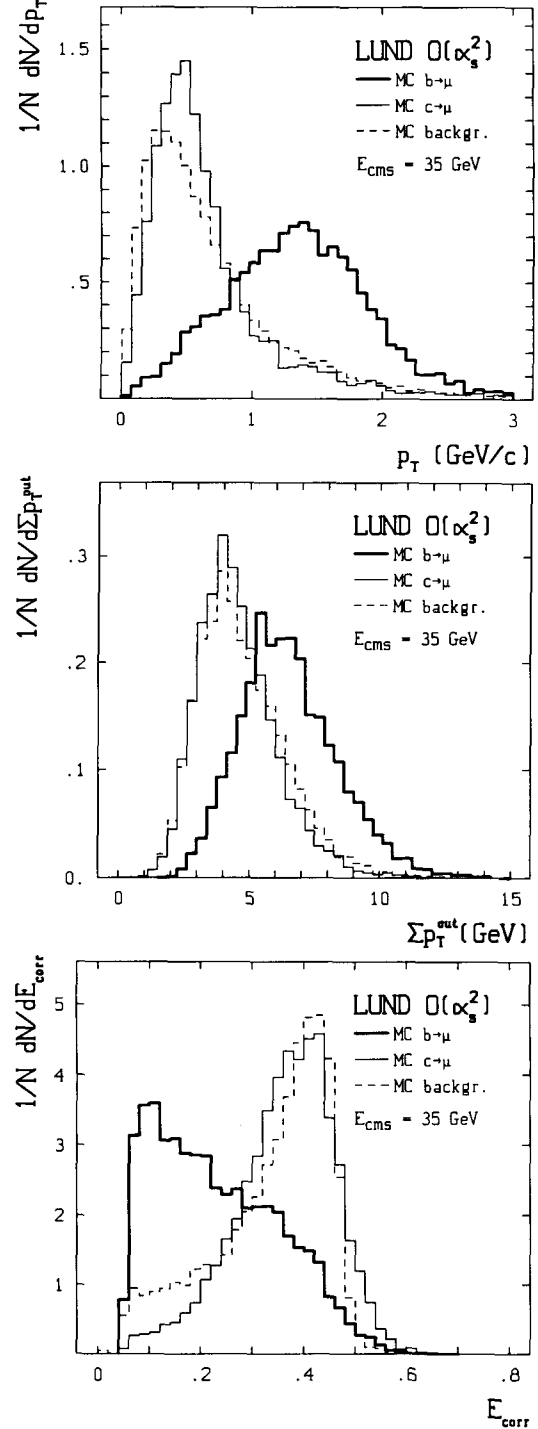 1/N dN/dp_T
1.5
1.0
.5
LUND O(α_s^2)
MC b→μ
MC c→μ
MC backgr.
E_cms = 35 GeV
0 1 2 3
p_T (GeV/c)
1/N dN/dΣp_T^out
.3
.2
.1
0.
LUND O(α_s^2)
MC b→μ
MC c→μ
MC backgr.
E_cms = 35 GeV
0 5 10 15
Σp_T^out (GeV)
1/N dN/dE_corr
5
4
3
2
1
LUND O(α_s^2)
MC b→μ
MC c→μ
MC backgr.
E_cms = 35 GeV
0 .2 .4 .6 .8
E_corr